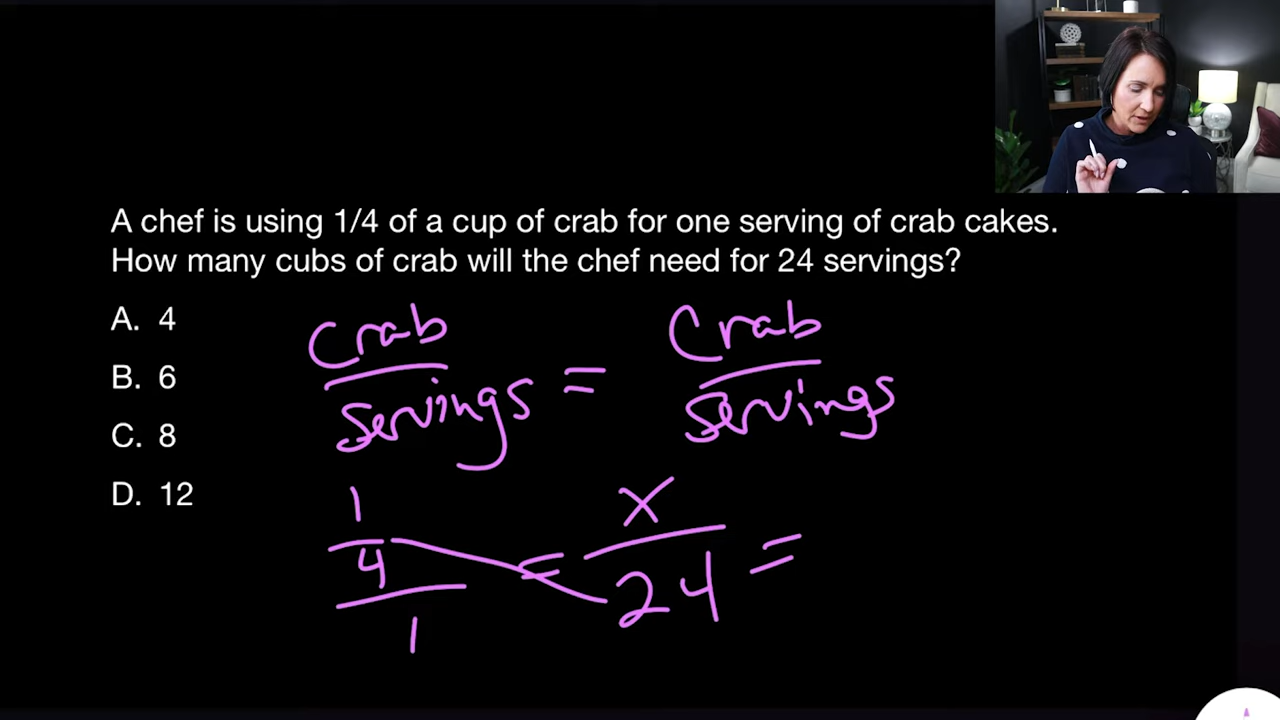 A chef is using 1/4 of a cup of crab for one serving of crab cakes.
How many cubs of crab will the chef need for 24 servings?
A. 4
B. 6
C. 8
D. 12
Crab = Crab
servings servings
1
4
1
=
x
24
=